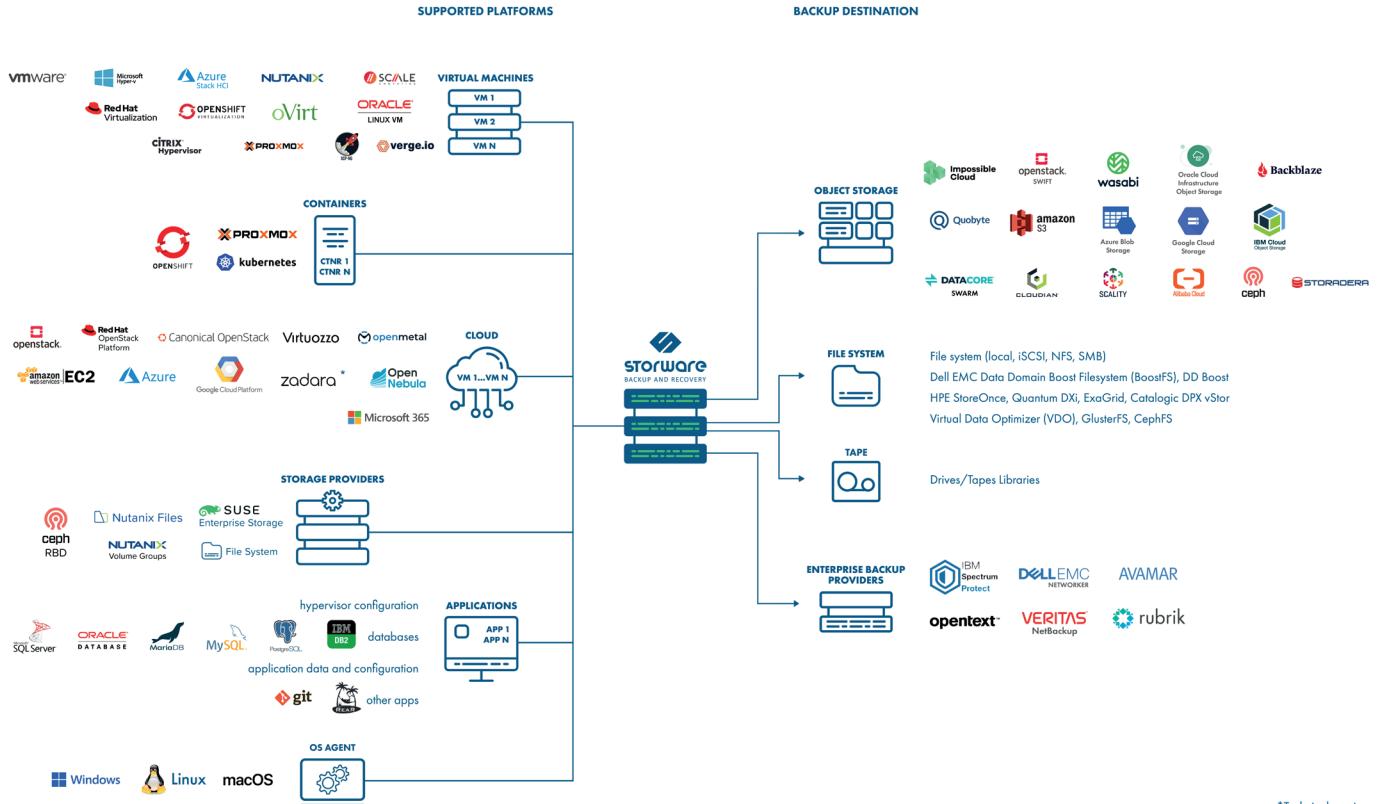 SUPPORTED PLATFORMS
BACKUP DESTINATION
vmware®
Microsoft
Hyper-v
Azure
Stack HCI
NUTANIX
SCALE
COMPUTING
VIRTUAL MACHINES
VM 1
VM 2
VM N
Red Hat
Virtualization
OPENSHIFT
VIRTUALIZATION
oVirt
ORACLE
LINUX VM
CITRIX
Hypervisor
PROXMOX
XCP-NG
verge.io
CONTAINERS
OPENSHIFT
PROXMOX
kubernetes
CTNR 1
CTNR N
CLOUD
VM 1...VM N
openstack.
Red Hat
OpenStack
Platform
Canonical OpenStack
Virtuozzo
openmetal
amazon
web services™
EC2
Azure
Google Cloud Platform
zadara *
Open
Nebula
Microsoft 365
STORAGE PROVIDERS
ceph
RBD
Nutanix Files
SUSE
Enterprise Storage
NUTANIX
Volume Groups
File System
APPLICATIONS
APP 1
APP N
hypervisor configuration
Microsoft
SQL Server
ORACLE
DATABASE
MariaDB
MySQL
PostgreSQL
IBM
DB2
databases
application data and configuration
git
REAR
other apps
OS AGENT
Windows
Linux
macOS
STORWARE
BACKUP AND RECOVERY
OBJECT STORAGE
Impossible
Cloud
openstack.
SWIFT
wasabi
Oracle Cloud
Infrastructure
Object Storage
Backblaze
Quobyte
amazon
S3
Azure Blob
Storage
Google Cloud
Storage
IBM Cloud
Object Storage
DATACORE
SWARM
CLOUDIAN
SCALITY
Alibaba Cloud
ceph
STORADERA
FILE SYSTEM
File system (local, iSCSI, NFS, SMB)
Dell EMC Data Domain Boost Filesystem (BoostFS), DD Boost
HPE StoreOnce, Quantum DXi, ExaGrid, Catalogic DPX vStor
Virtual Data Optimizer (VDO), GlusterFS, CephFS
TAPE
Drives/Tapes Libraries
ENTERPRISE BACKUP
PROVIDERS
IBM
Spectrum
Protect
DELL EMC
NETWORKER
AVAMAR
opentext™
VERITAS
NetBackup
rubrik